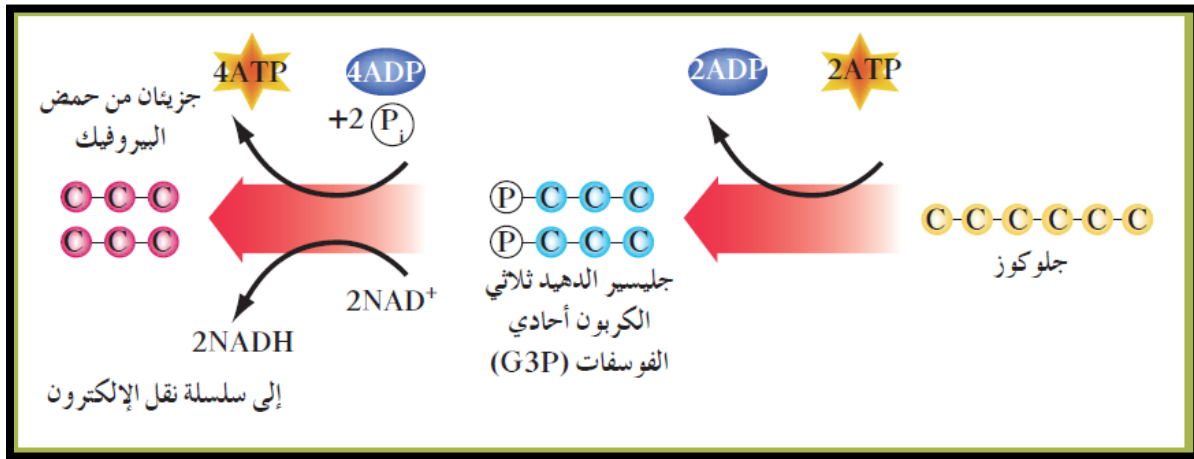 2ATP
2ADP
C-C-C-C-C-C
جلوكوز
P-C-C-C
P-C-C-C
جليسير الدهيد ثلاثي
الكربون أحادي
الفوسفات (G3P)
4ADP
+2 Pi
4ATP
2NAD+
2NADH
إلى سلسلة نقل الإلكترون
جزيئان من حمض
البيروفيك
C-C-C
C-C-C